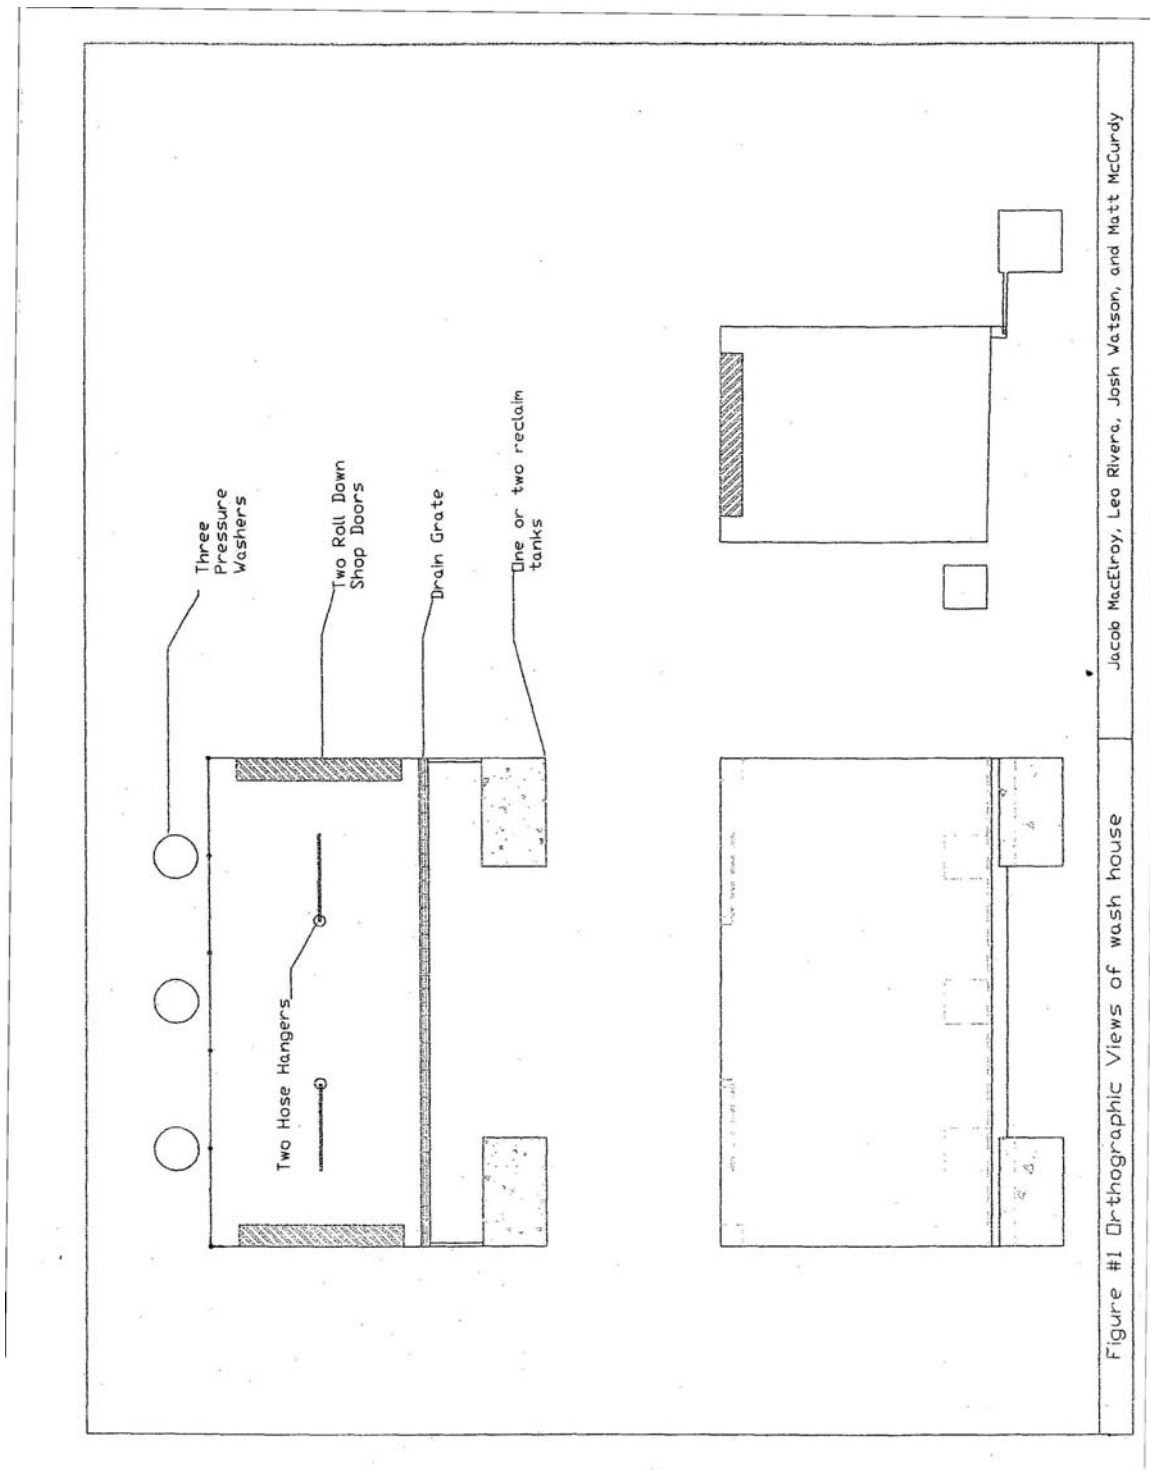 Three
Pressure
Washers
Two Roll Down
Shop Doors
Drain Grate
One or two reclaim
tanks
Two Hose Hangers
Figure #1 Orthographic Views of wash house
Jacob MacElroy, Leo Rivera, Josh Watson, and Matt McCurdy